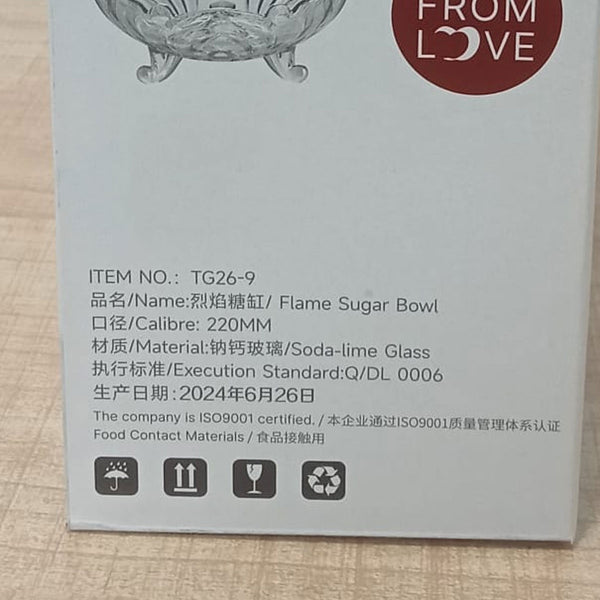 FROM
LOVE
ITEM NO.: TG26-9
品名/Name:烈焰糖缸/ Flame Sugar Bowl
口径/Calibre: 220MM
材质/Material:钠钙玻璃/Soda-lime Glass
执行标准/Execution Standard:Q/DL 0006
生产日期:2024年6月26日
The company is ISO9001 certified. / 本企业通过ISO9001质量管理体系认证
Food Contact Materials / 食品接触用